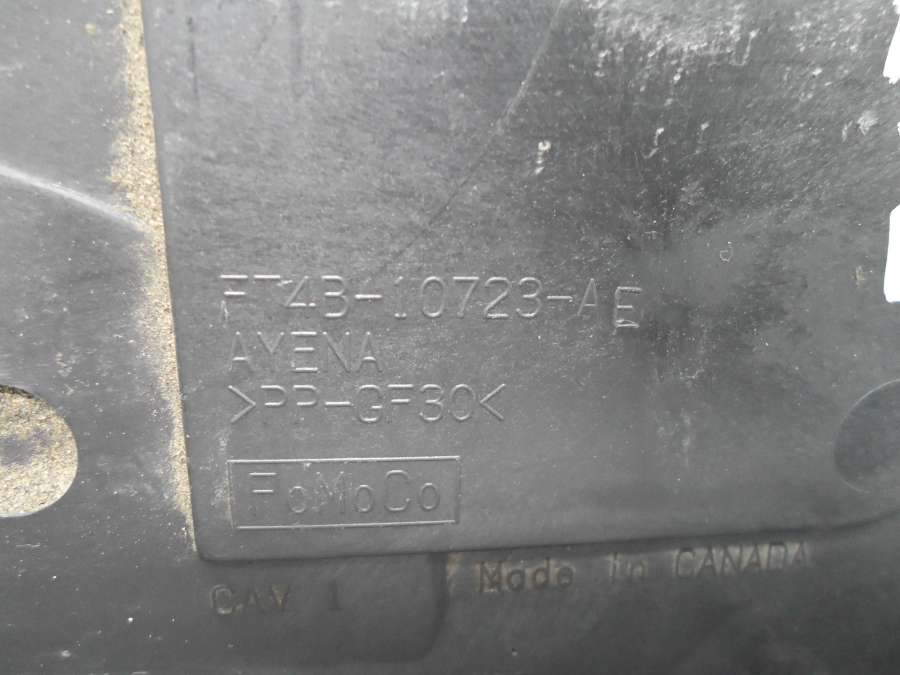 FT4B-10723-AE
AYENA
>PP-GF30<
FoMoCo
CAV 1
Made in CANADA